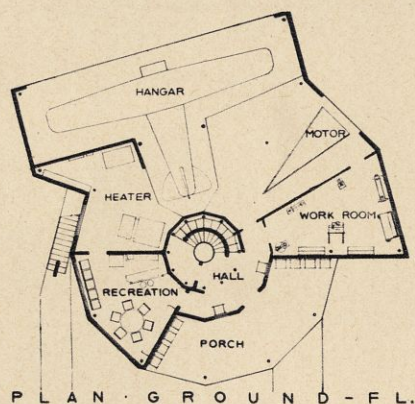 HANGAR
MOTOR
HEATER
WORK ROOM
HALL
RECREATION
PORCH
PLAN · GROUND - FL.